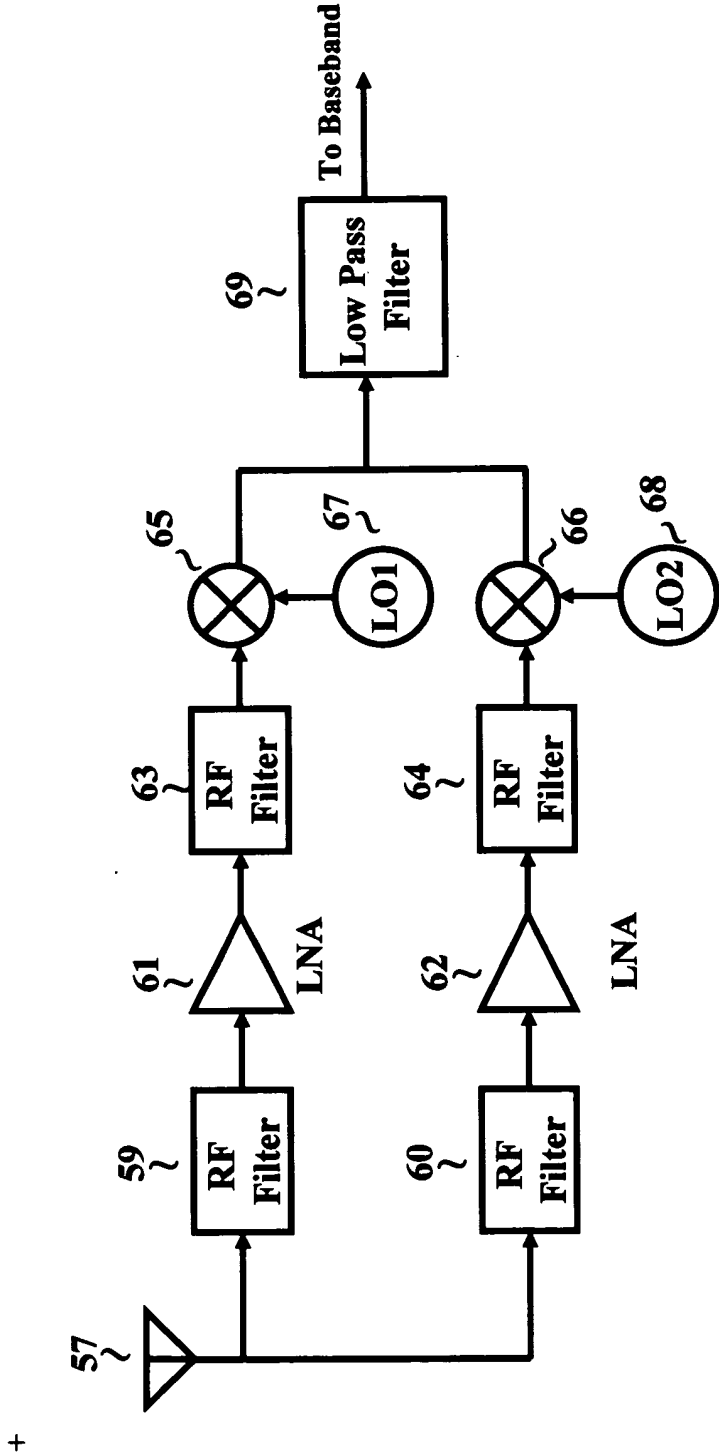 57
59
RF
Filter
61
LNA
63
RF
Filter
65
LO1
67
60
RF
Filter
62
LNA
64
RF
Filter
66
LO2
68
69
Low Pass
Filter
To Baseband
+